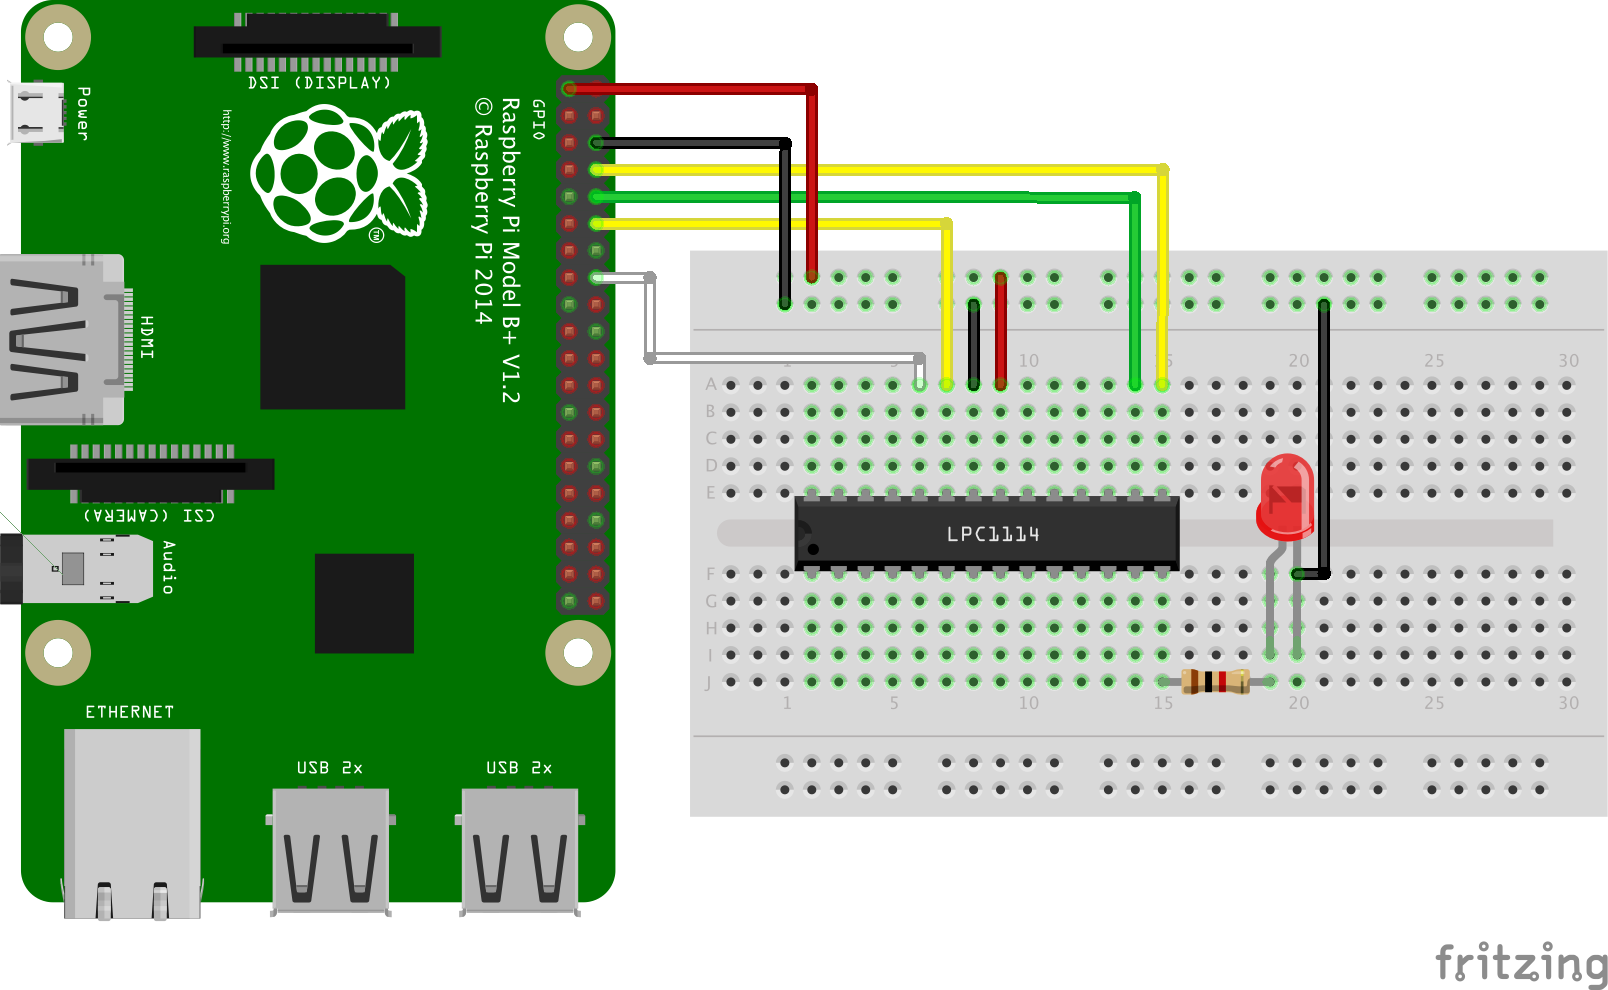 DSI (DISPLAY)
Power
http://www.raspberrypi.org
TM
© Raspberry Pi 2014
Raspberry Pi Model B+ V1.2
GPIO
HDMI
CSI (CAMERA)
Audio
ETHERNET
USB 2x
USB 2x
1 5 10 15 20 25 30
A
B
C
D
E
LPC1114
F
G
H
I
J
1 5 10 15 20 25 30
fritzing